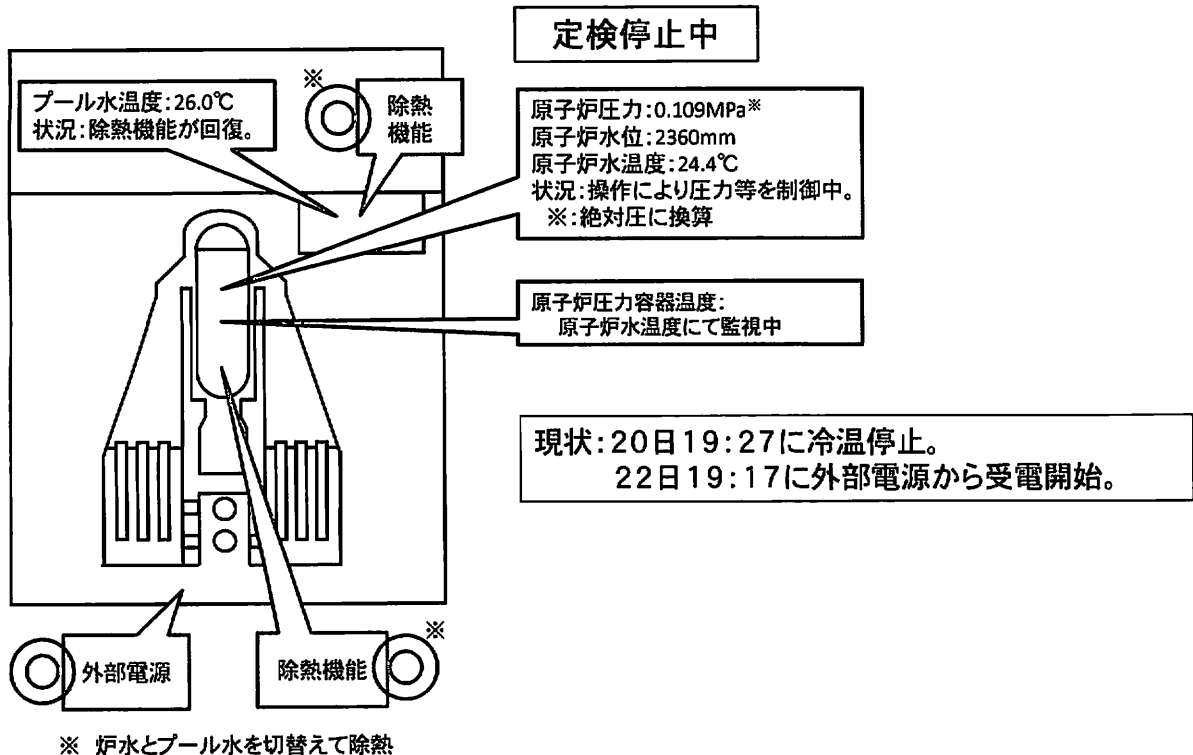 定検停止中
プール水温度:26.0℃
状況:除熱機能が回復。
※
除熱
機能
原子炉圧力:0.109MPa※
原子炉水位:2360mm
原子炉水温度:24.4℃
状況:操作により圧力等を制御中。
※:絶対圧に換算
原子炉圧力容器温度:
原子炉水温度にて監視中
現状:20日19:27に冷温停止。
22日19:17に外部電源から受電開始。
外部電源
除熱機能
※
※ 炉水とプール水を切替えて除熱